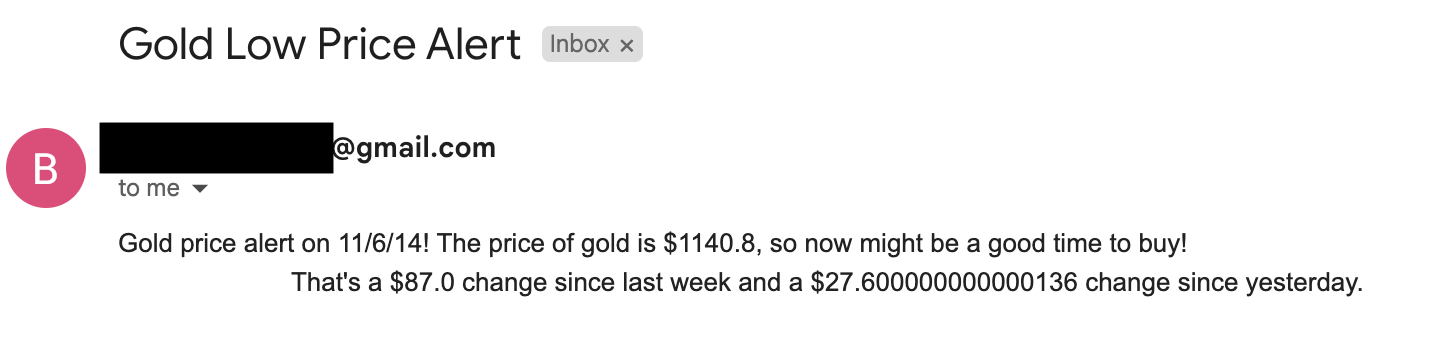 Gold Low Price Alert Inbox ×
B
@gmail.com
to me
Gold price alert on 11/6/14! The price of gold is $1140.8, so now might be a good time to buy!
That's a $87.0 change since last week and a $27.600000000000136 change since yesterday.